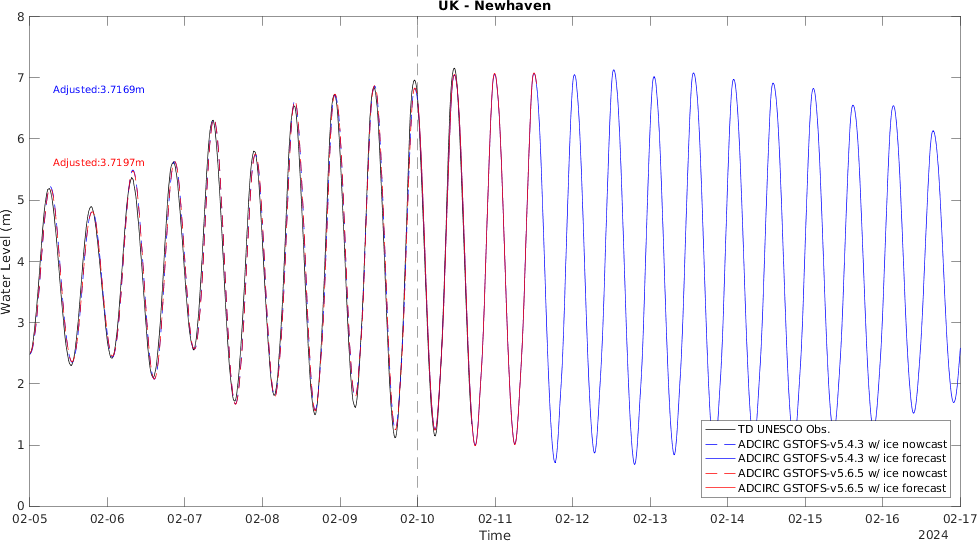 UK - Newhaven
8
7
6
5
4
3
2
1
0
Water Level (m)
Adjusted:3.7169m
Adjusted:3.7197m
TD UNESCO Obs.
ADCIRC GSTOFS-v5.4.3 w/ ice nowcast
ADCIRC GSTOFS-v5.4.3 w/ ice forecast
ADCIRC GSTOFS-v5.6.5 w/ ice nowcast
ADCIRC GSTOFS-v5.6.5 w/ ice forecast
02-05 02-06 02-07 02-08 02-09 02-10 02-11 02-12 02-13 02-14 02-15 02-16 02-17
Time
2024